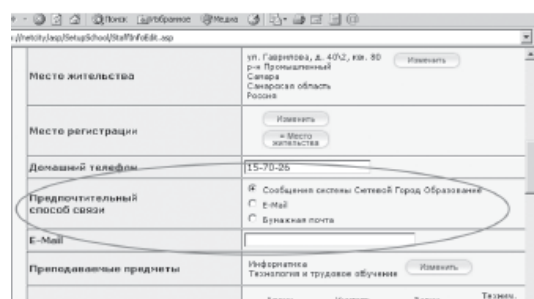 Поиск Избранное Медиа
://netcity/asp/SetupSchool/StaffInfoEdit.asp
Место жительства
ул. Гаврилова, д. 40\2, кв. 80
р-н Промышленный
Самара
Самарская область
Россия
Изменить
Место регистрации
Изменить
= Место
жительства
Домашний телефон
15-70-26
Предпочтительный
способ связи
Сообщения системы Сетевой Город Образование
E-Mail
Бумажная почта
E-Mail
Преподаваемые предметы
Информатика
Технология и трудовое обучение
Изменить
Технич.